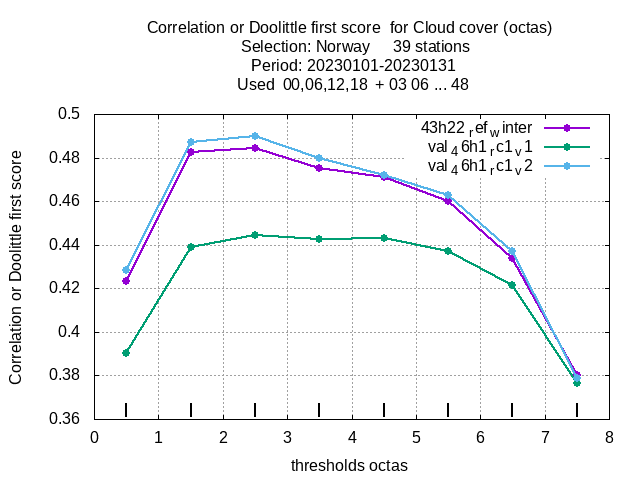 Correlation or Doolittle first score  for Cloud cover (octas)
Selection: Norway     39 stations
Period: 20230101-20230131
Used  00,06,12,18  + 03 06 ... 48
43h22 ref winter
val 4 6h1 r c1 v 1
val 4 6h1 r c1 v 2
Correlation or Doolittle first score
0.5
0.48
0.46
0.44
0.42
0.4
0.38
0.36
0 1 2 3 4 5 6 7 8
thresholds octas